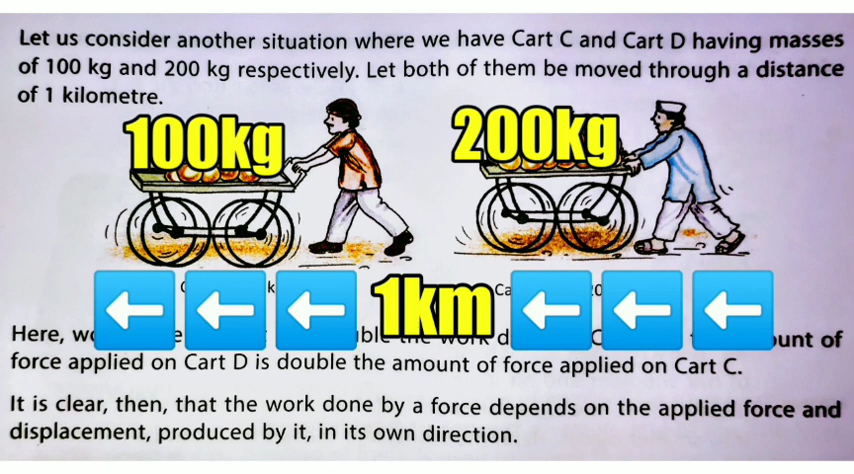 Let us consider another situation where we have Cart C and Cart D having masses
of 100 kg and 200 kg respectively. Let both of them be moved through a distance
of 1 kilometre.
100kg 200kg
1km
Here,
force applied on Cart D is double the amount of force applied on Cart C.
It is clear, then, that the work done by a force depends on the applied force and
displacement, produced by it, in its own direction.